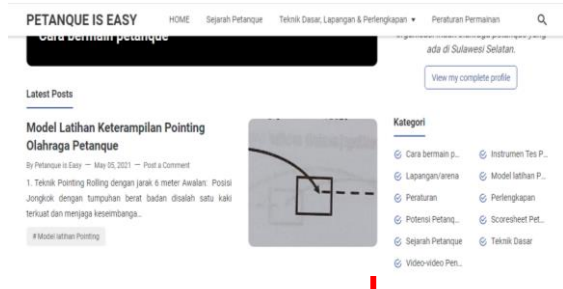 PETANQUE IS EASY
HOME
Sejarah Petanque
Teknik Dasar, Lapangan & Perlengkapan
Peraturan Permainan
Cara bermain petanque
ada di Sulawesi Selatan.
View my complete profile
Latest Posts
Model Latihan Keterampilan Pointing
Olahraga Petanque
By Petanque is Easy — May 05, 2021 — Post a Comment
1. Teknik Pointing Rolling dengan jarak 6 meter Awalan: Posisi
Jongkok dengan tumpuhan berat badan disalah satu kaki
terkuat dan menjaga keseimbanga...
# Model latihan Pointing
Kategori
Cara bermain p...
Instrumen Tes P...
Lapangan/arena
Model latihan P...
Peraturan
Perlengkapan
Potensi Petanq...
Scoresheet Pet...
Sejarah Petanque
Teknik Dasar
Video-video Pen...